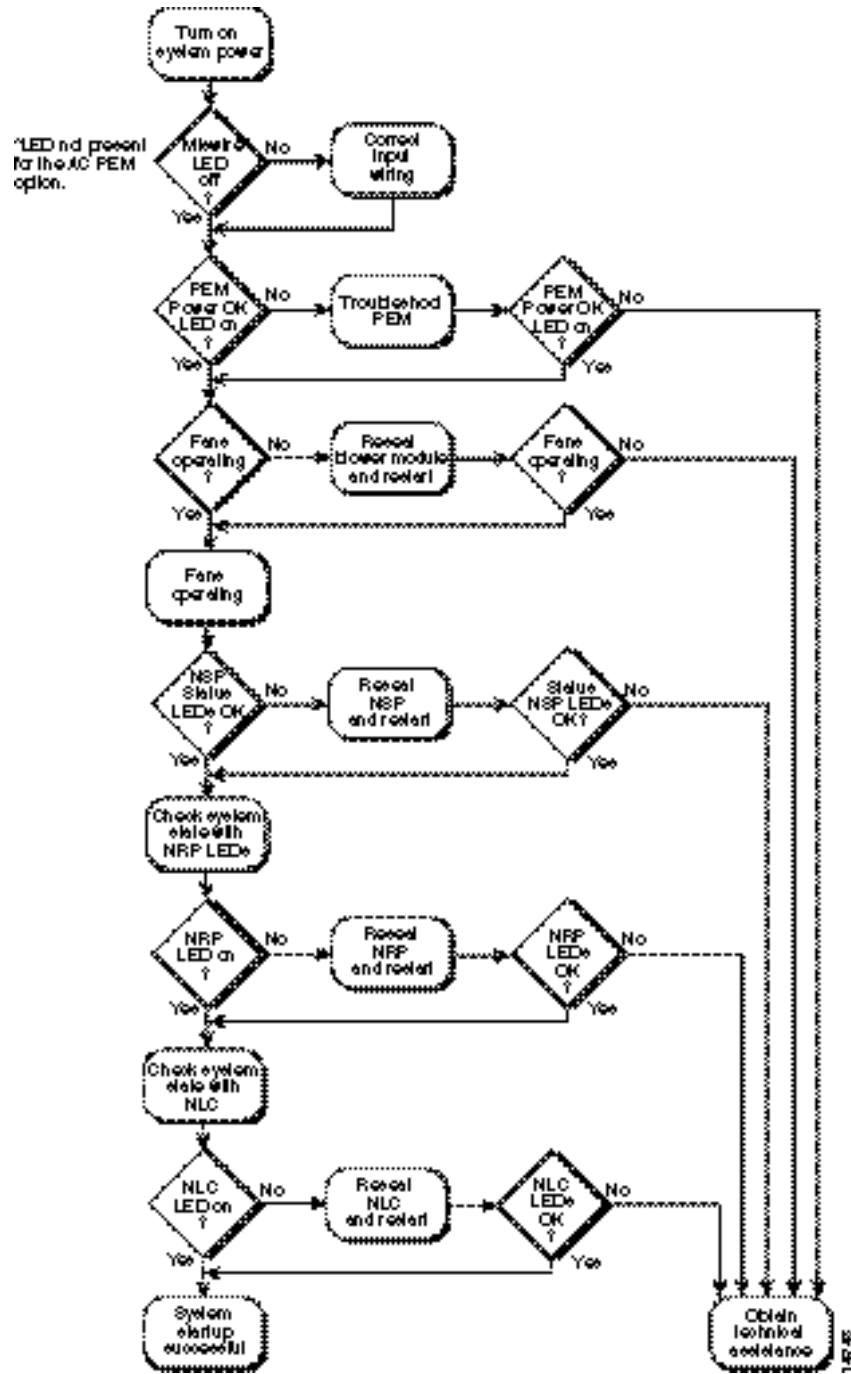 Turn on
system power
*LED not present
for the AC PEM
option.
Miswire
LED
off
?
No
Correct
input
wiring
Yes
PEM
Power OK
LED on
?
No
Troubleshoot
PEM
PEM
Power OK
LED on
?
No
Yes
Yes
Fans
operating
?
No
Reseat
blower module
and restart
Fans
operating
?
No
Yes
Yes
Fans
operating
NSP
Status
LEDs OK
?
No
Reseat
NSP
and restart
Status
NSP LEDs
OK?
No
Yes
Yes
Check system
state with
NRP LEDs
NRP
LED on
?
No
Reseat
NRP
and restart
NRP
LEDs
OK
?
No
Yes
Yes
Check system
state with
NLC
NLC
LED on
?
No
Reseat
NLC
and restart
NLC
LEDs
OK
?
No
Yes
Yes
System
startup
successful
Obtain
technical
assistance